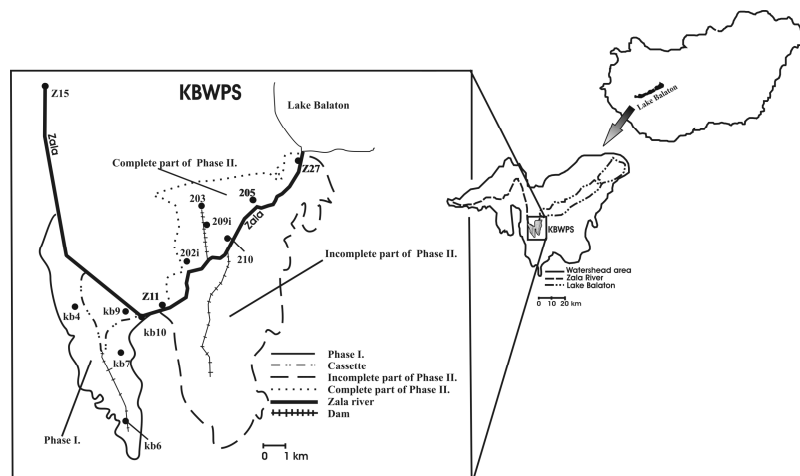 KBWPS
Z15
Zala
Lake Balaton
Complete part of Phase II.
Z27
203
205
Zala
209i
210
202i
Incomplete part of Phase II.
Z11
kb4
kb9
kb10
kb7
Phase I.
kb6
Phase I.
Cassette
Incomplete part of Phase II.
Complete part of Phase II.
Zala river
Dam
0 1 km
Lake Balaton
KBWPS
Watershead area
Zala River
Lake Balaton
0 10 20 km